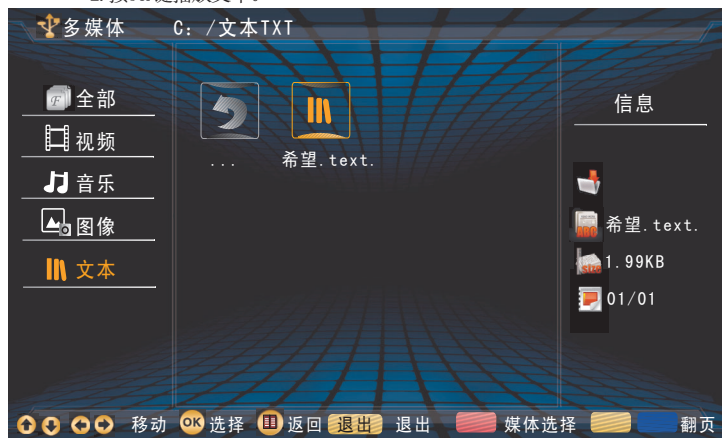 多媒体 C: /文本TXT
全部
视频
音乐
图像
文本
...
希望.text.
信息
希望.text.
1.99KB
01/01
移动 OK 选择 返回 退出 退出 媒体选择 翻页